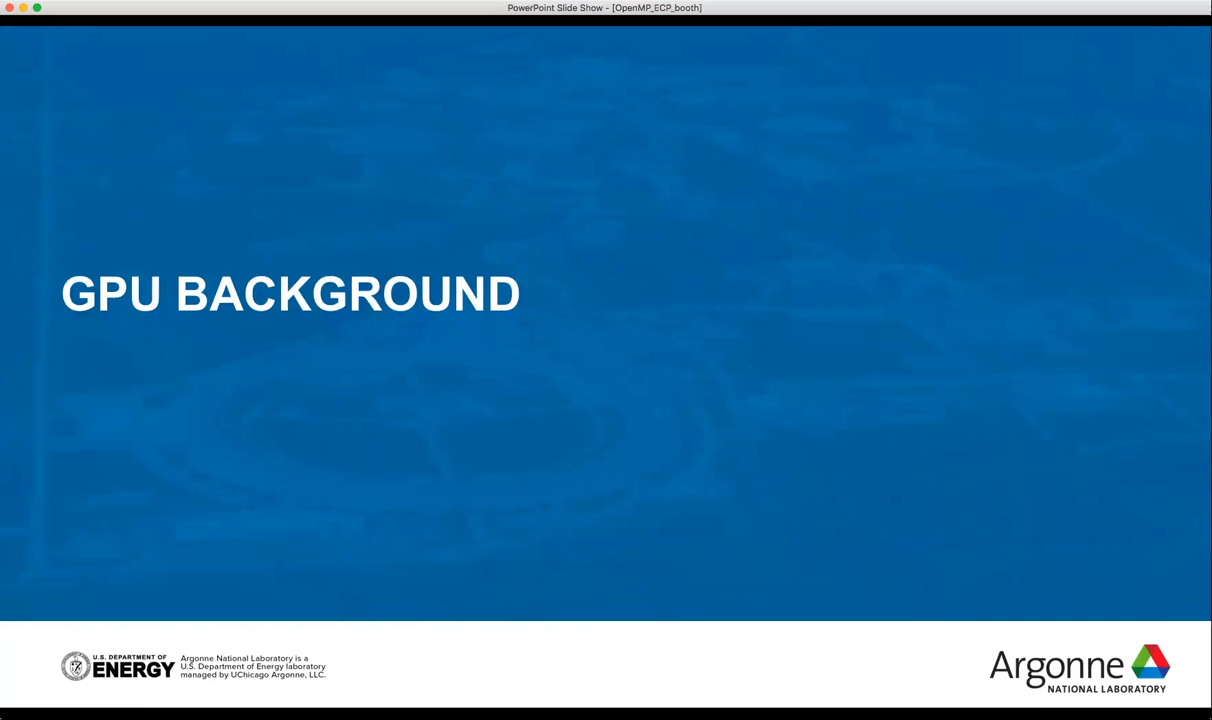 PowerPoint Slide Show - [OpenMP_ECP_booth]
GPU BACKGROUND
U.S. DEPARTMENT OF
ENERGY
Argonne National Laboratory is a
U.S. Department of Energy laboratory
managed by UChicago Argonne, LLC.
Argonne
NATIONAL LABORATORY